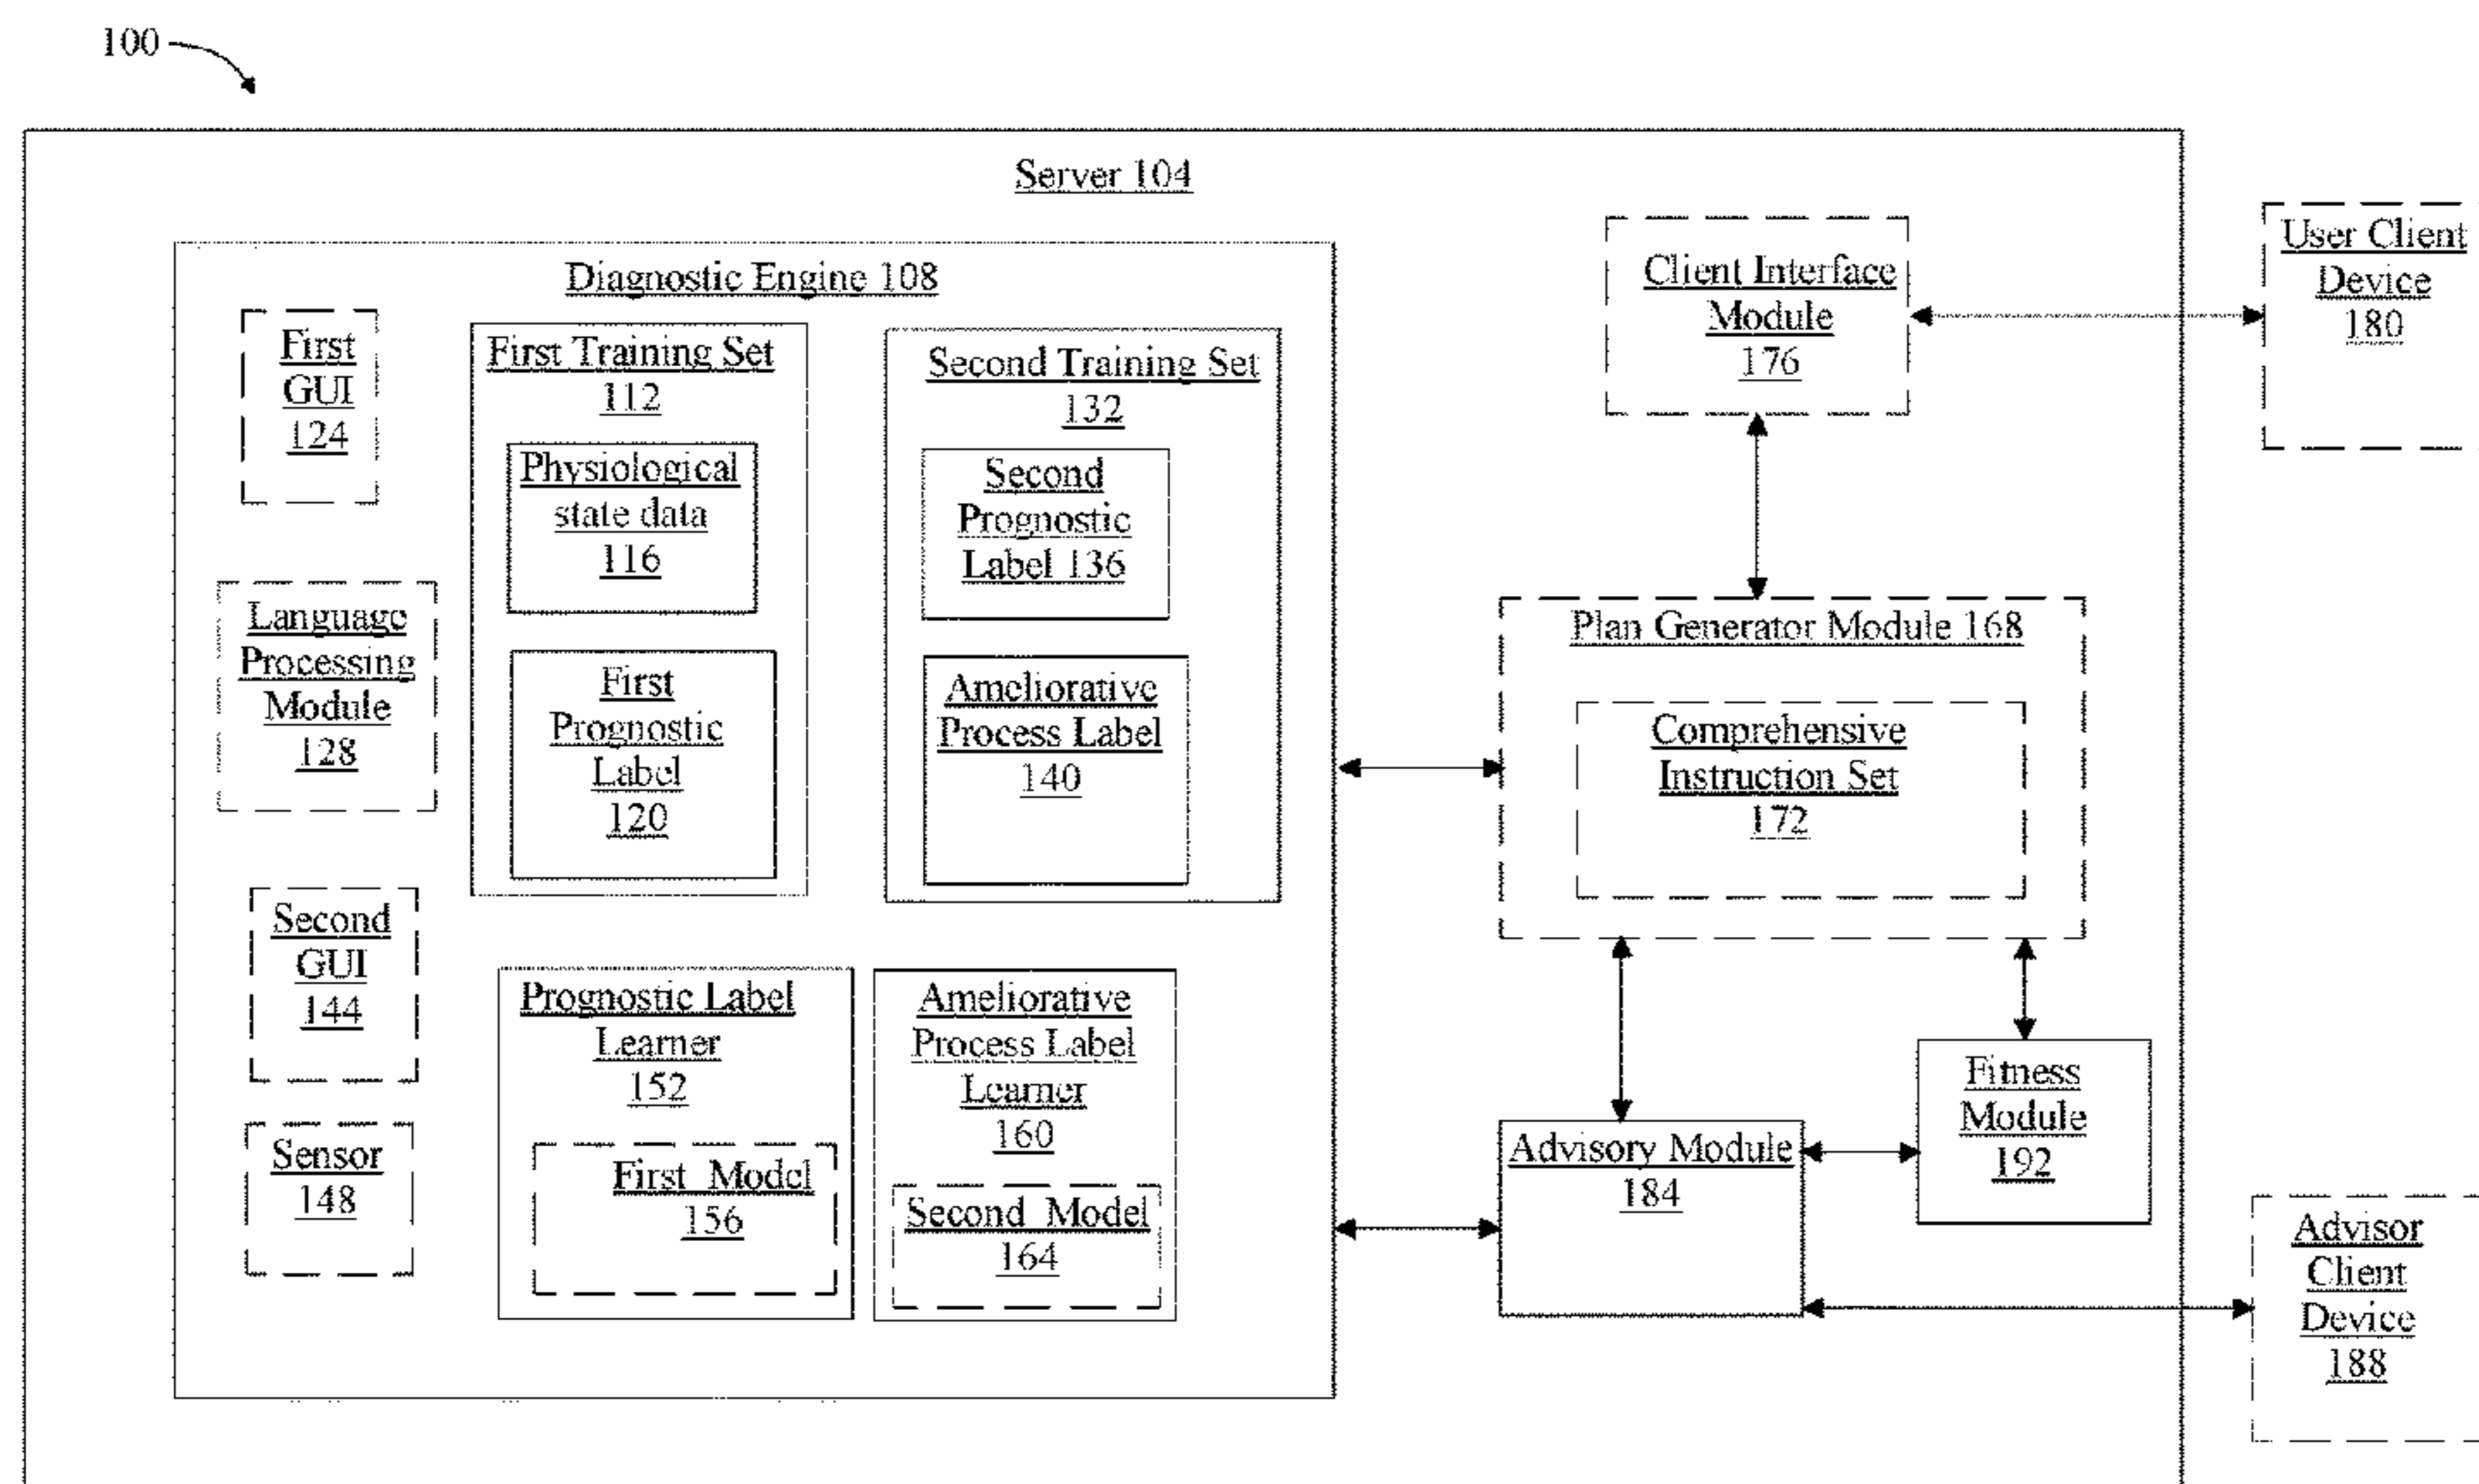 100
Server 104
Diagnostic Engine 108
First
GUI
124
Language
Processing
Module
128
Second
GUI
144
Sensor
148
First Training Set
112
Physiological
state data
116
First
Prognostic
Label
120
Second Training Set
132
Second
Prognostic
Label 136
Ameliorative
Process Label
140
Prognostic Label
Learner
152
First Model
156
Ameliorative
Process Label
Learner
160
Second Model
164
Client Interface
Module
176
User Client
Device
180
Plan Generator Module 168
Comprehensive
Instruction Set
172
Advisory Module
184
Fitness
Module
192
Advisor
Client
Device
188